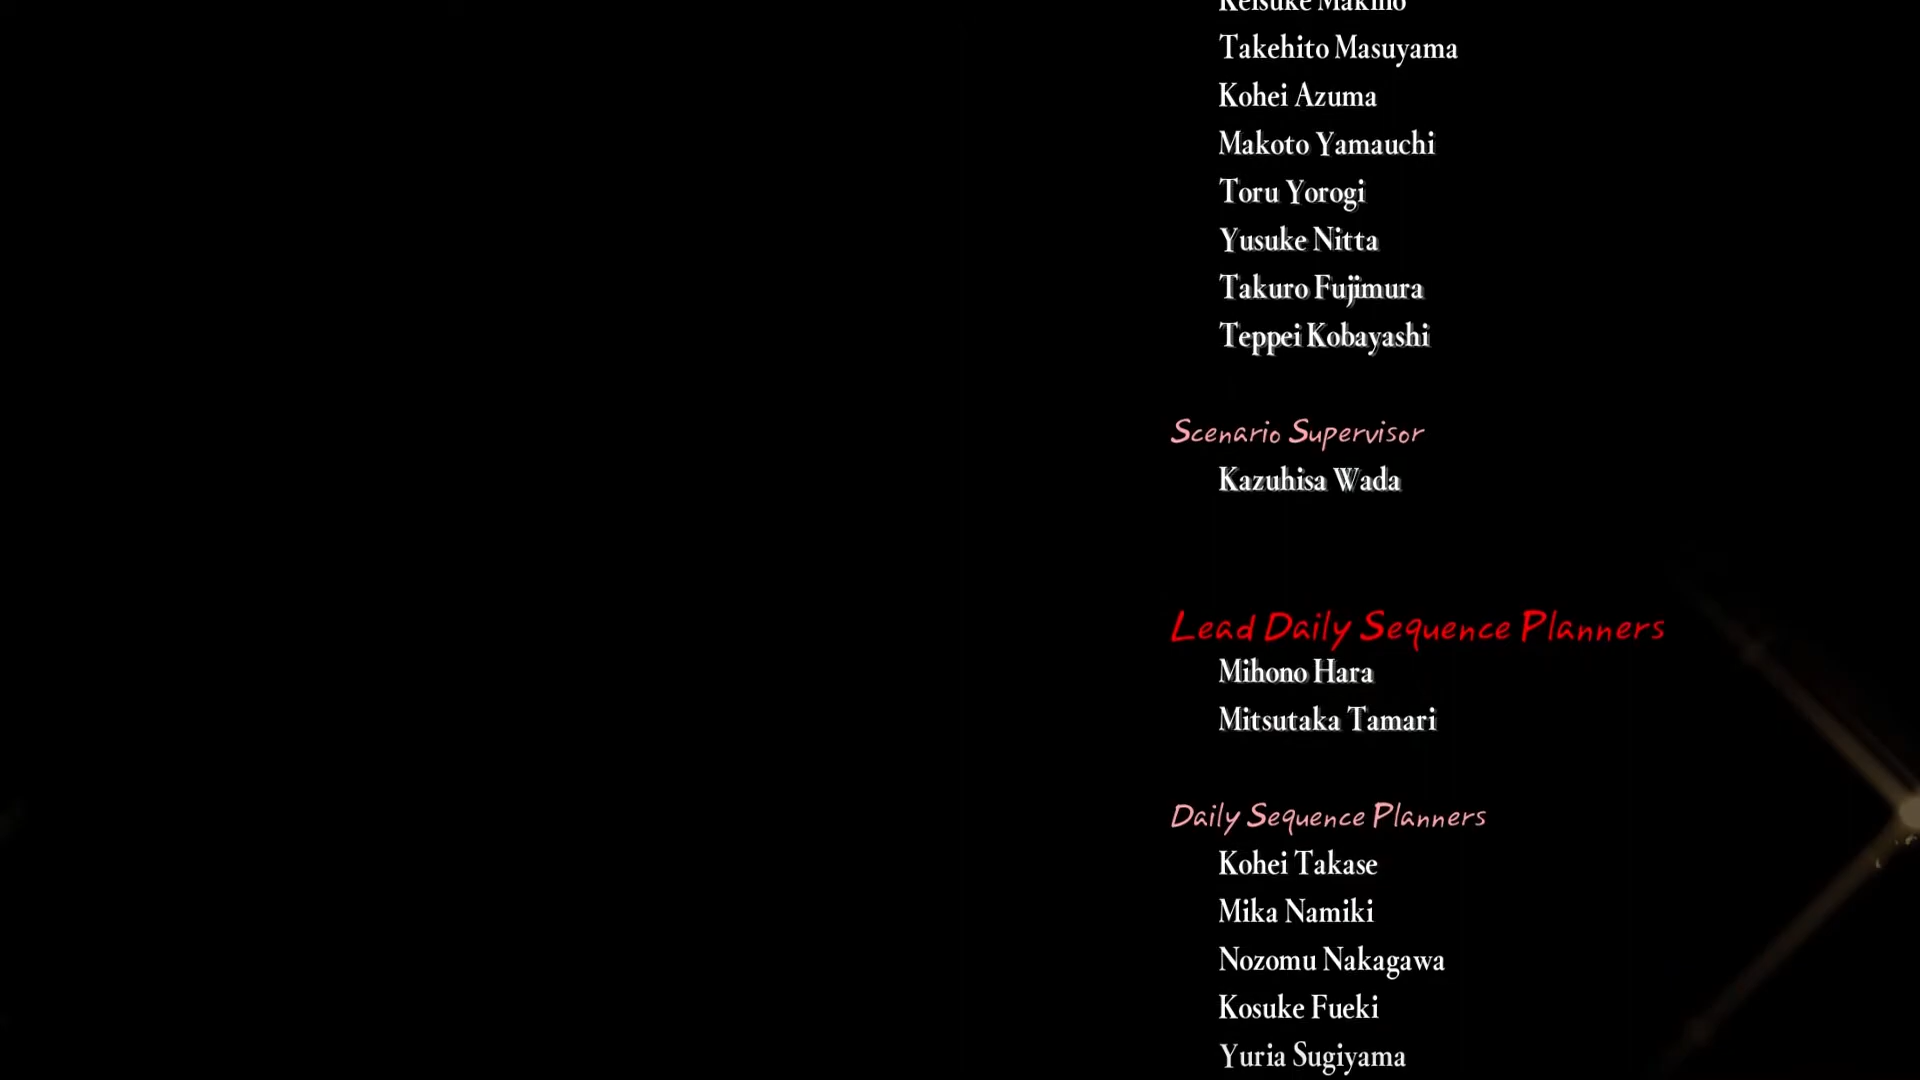 Keisuke Makino
Takehito Masuyama
Kohei Azuma
Makoto Yamauchi
Toru Yorogi
Yusuke Nitta
Takuro Fujimura
Teppei Kobayashi
Scenario Supervisor
Kazuhisa Wada
Lead Daily Sequence Planners
Mihono Hara
Mitsutaka Tamari
Daily Sequence Planners
Kohei Takase
Mika Namiki
Nozomu Nakagawa
Kosuke Fueki
Yuria Sugiyama